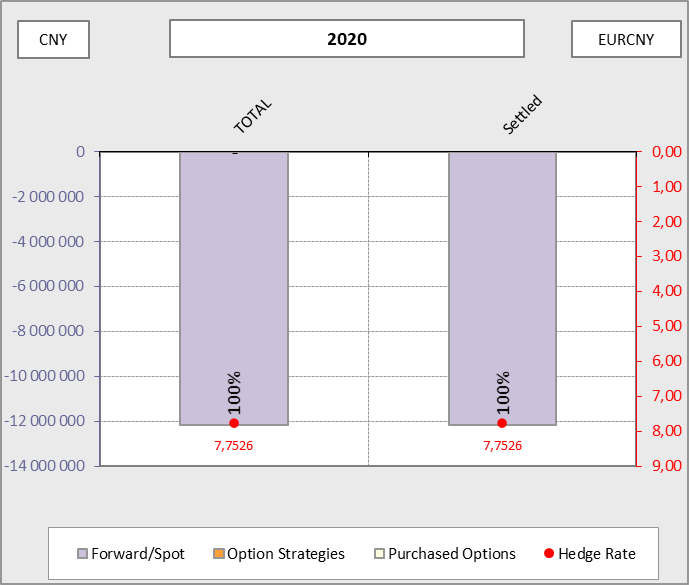 CNY
2020
EURCNY
TOTAL
Settled
0
-2 000 000
-4 000 000
-6 000 000
-8 000 000
-10 000 000
-12 000 000
-14 000 000
0,00
1,00
2,00
3,00
4,00
5,00
6,00
7,00
8,00
9,00
100%
100%
7,7526
7,7526
Forward/Spot
Option Strategies
Purchased Options
Hedge Rate